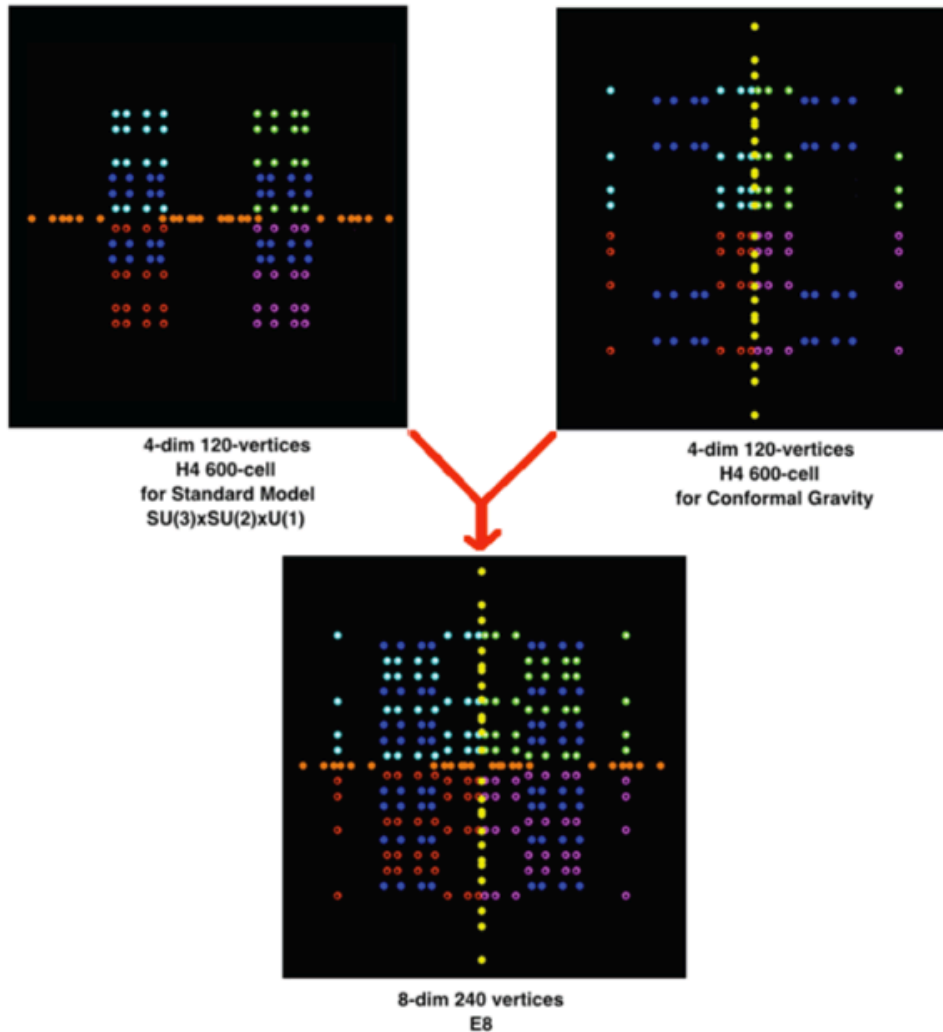 4-dim 120-vertices
H4 600-cell
for Standard Model
SU(3)xSU(2)xU(1)
4-dim 120-vertices
H4 600-cell
for Conformal Gravity
8-dim 240 vertices
E8